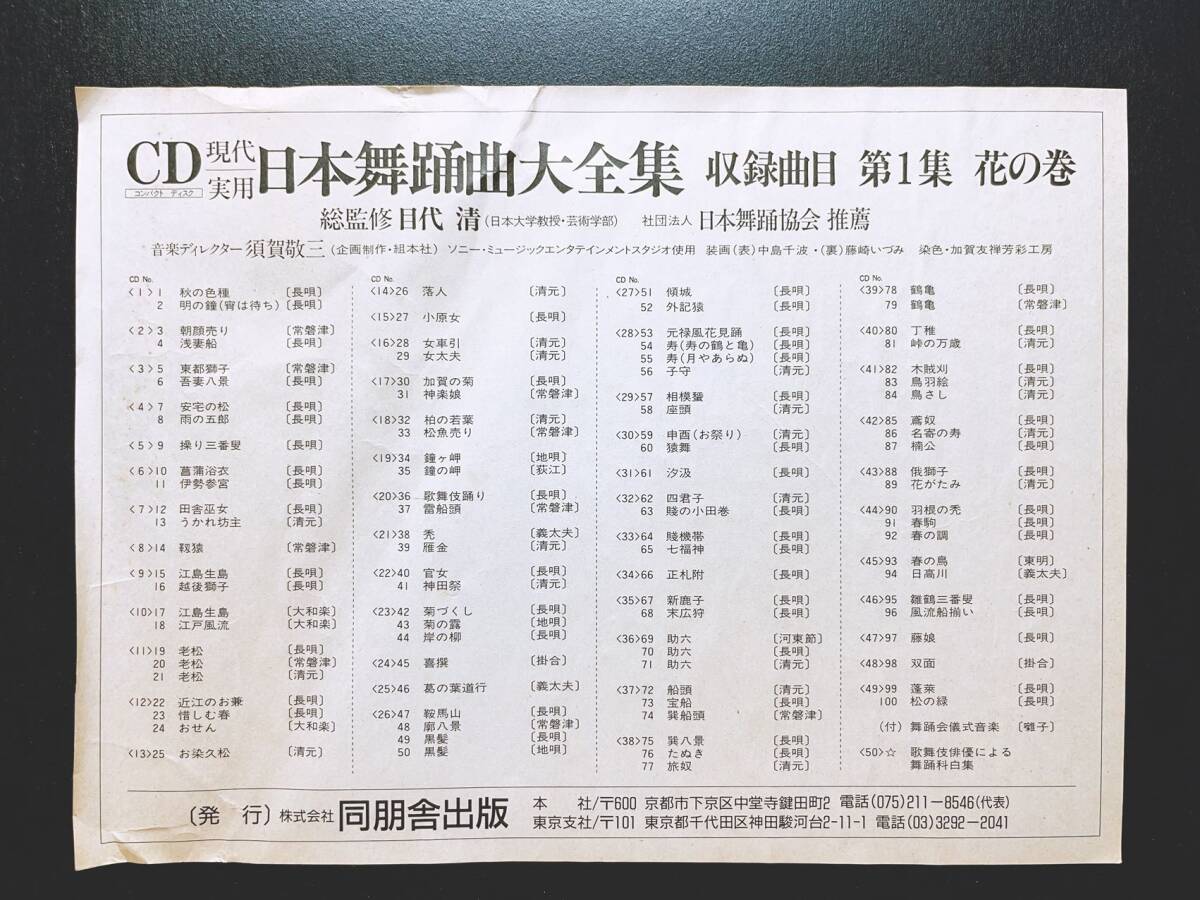 CD 現代 実用 日本舞踊曲大全集 収録曲目 第1集 花の巻
コンパクト ディスク
総監修 目代 清(日本大学教授・芸術学部) 社団法人 日本舞踊協会 推薦
音楽ディレクター 須賀敬三(企画制作・組本社) ソニー・ミュージックエンタテインメントスタジオ使用 装画(表)中島千波・(裏)藤崎いづみ 染色・加賀友禅芳彩工房
CD No.
〈1〉1 秋の色種 〔長唄〕
2 明の鐘(宵は待ち)〔長唄〕
〈2〉3 朝顔売り 〔常磐津〕
4 浅妻船 〔長唄〕
〈3〉5 東都獅子 〔常磐津〕
6 吾妻八景 〔長唄〕
〈4〉7 安宅の松 〔長唄〕
8 雨の五郎 〔長唄〕
〈5〉9 操り三番叟 〔長唄〕
〈6〉10 菖蒲浴衣 〔長唄〕
11 伊勢参宮 〔長唄〕
〈7〉12 田舎巫女 〔長唄〕
13 うかれ坊主 〔清元〕
〈8〉14 靱猿 〔常磐津〕
〈9〉15 江島生島 〔長唄〕
16 越後獅子 〔長唄〕
〈10〉17 江島生島 〔大和楽〕
18 江戸風流 〔大和楽〕
〈11〉19 老松 〔長唄〕
20 老松 〔常磐津〕
21 老松 〔清元〕
〈12〉22 近江のお兼 〔長唄〕
23 惜しむ春 〔長唄〕
24 おせん 〔大和楽〕
〈13〉25 お染久松 〔清元〕
CD No.
〈14〉26 落人 〔清元〕
〈15〉27 小原女 〔長唄〕
〈16〉28 女車引 〔清元〕
29 女太夫 〔清元〕
〈17〉30 加賀の菊 〔長唄〕
31 神楽娘 〔常磐津〕
〈18〉32 柏の若葉 〔清元〕
33 松魚売り 〔常磐津〕
〈19〉34 鐘ヶ岬 〔地唄〕
35 鐘の岬 〔荻江〕
〈20〉36 歌舞伎踊り 〔長唄〕
37 雷船頭 〔常磐津〕
〈21〉38 禿 〔義太夫〕
39 雁金 〔清元〕
〈22〉40 官女 〔長唄〕
41 神田祭 〔清元〕
〈23〉42 菊づくし 〔長唄〕
43 菊の露 〔地唄〕
44 岸の柳 〔長唄〕
〈24〉45 喜撰 〔掛合〕
〈25〉46 葛の葉道行 〔義太夫〕
〈26〉47 鞍馬山 〔長唄〕
48 廓八景 〔常磐津〕
49 黒髪 〔長唄〕
50 黒髪 〔地唄〕
CD No.
〈27〉51 傾城 〔長唄〕
52 外記猿 〔長唄〕
〈28〉53 元禄風花見踊 〔長唄〕
54 寿(寿の鶴と亀) 〔長唄〕
55 寿(月やあらぬ) 〔長唄〕
56 子守 〔清元〕
〈29〉57 相模蜑 〔長唄〕
58 座頭 〔清元〕
〈30〉59 申酉(お祭り) 〔清元〕
60 猿舞 〔長唄〕
〈31〉61 汐汲 〔長唄〕
〈32〉62 四君子 〔清元〕
63 賤の小田巻 〔長唄〕
〈33〉64 賤機帯 〔長唄〕
65 七福神 〔長唄〕
〈34〉66 正札附 〔長唄〕
〈35〉67 新鹿子 〔長唄〕
68 末広狩 〔長唄〕
〈36〉69 助六 〔河東節〕
70 助六 〔長唄〕
71 助六 〔清元〕
〈37〉72 船頭 〔清元〕
73 宝船 〔長唄〕
74 巽船頭 〔常磐津〕
〈38〉75 巽八景 〔長唄〕
76 たぬき 〔長唄〕
77 旅奴 〔清元〕
CD No.
〈39〉78 鶴亀 〔長唄〕
79 鶴亀 〔常磐津〕
〈40〉80 丁稚 〔長唄〕
81 峠の万歳 〔清元〕
〈41〉82 木賊刈 〔長唄〕
83 鳥羽絵 〔清元〕
84 鳥さし 〔清元〕
〈42〉85 鳶奴 〔長唄〕
86 名寄の寿 〔清元〕
87 楠公 〔長唄〕
〈43〉88 俄獅子 〔長唄〕
89 花がたみ 〔清元〕
〈44〉90 羽根の禿 〔長唄〕
91 春駒 〔長唄〕
92 春の調 〔長唄〕
〈45〉93 春の鳥 〔東明〕
94 日高川 〔義太夫〕
〈46〉95 雛鶴三番叟 〔長唄〕
96 風流船揃い 〔長唄〕
〈47〉97 藤娘 〔長唄〕
〈48〉98 双面 〔掛合〕
〈49〉99 蓬莱 〔長唄〕
100 松の緑 〔長唄〕
(付) 舞踊会儀式音楽 〔囃子〕
〈50〉☆ 歌舞伎俳優による
舞踊科白集
〔発 行〕株式会社 同朋舎出版
本 社/〒600 京都市下京区中堂寺鍵田町2 電話(075)211-8546(代表)
東京支社/〒101 東京都千代田区神田駿河台2-11-1 電話(03)3292-2041